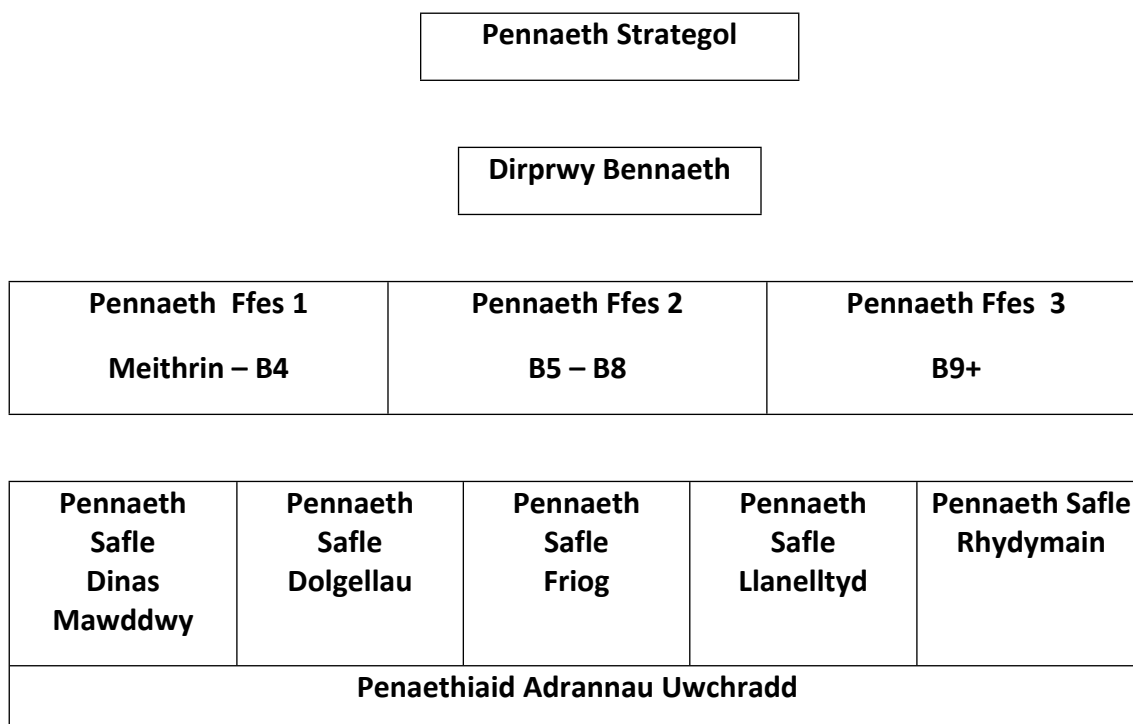 Pennaeth Strategol
Dirprwy Bennaeth
Pennaeth Ffes 1
Meithrin – B4
Pennaeth Ffes 2
B5 – B8
Pennaeth Ffes 3
B9+
Pennaeth
Safle
Dinas
Mawddwy
Pennaeth
Safle
Dolgellau
Pennaeth
Safle
Friog
Pennaeth
Safle
Llanelltyd
Pennaeth Safle
Rhydymain
Penaethiaid Adrannau Uwchradd